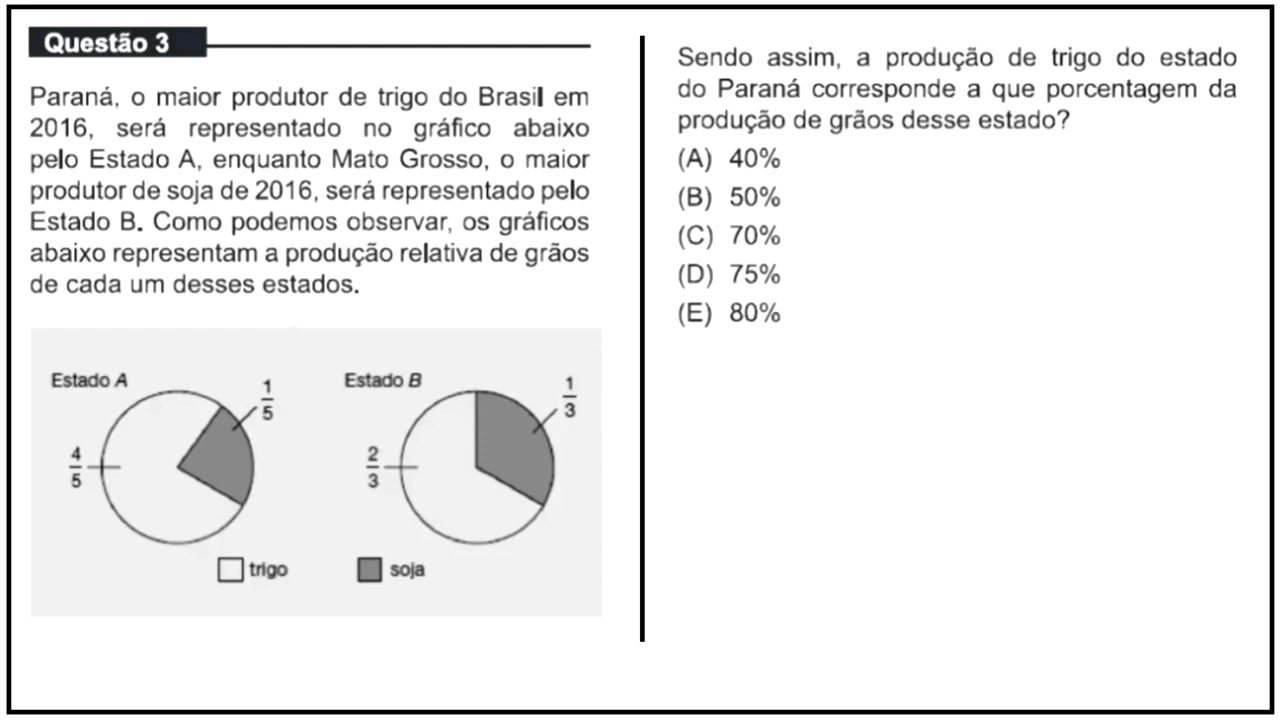 Questão 3
Paraná, o maior produtor de trigo do Brasil em
2016, será representado no gráfico abaixo
pelo Estado A, enquanto Mato Grosso, o maior
produtor de soja de 2016, será representado pelo
Estado B. Como podemos observar, os gráficos
abaixo representam a produção relativa de grãos
de cada um desses estados.
Estado A
1
5
4
5
Estado B
1
3
2
3
trigo
soja
Sendo assim, a produção de trigo do estado
do Paraná corresponde a que porcentagem da
produção de grãos desse estado?
(A) 40%
(B) 50%
(C) 70%
(D) 75%
(E) 80%